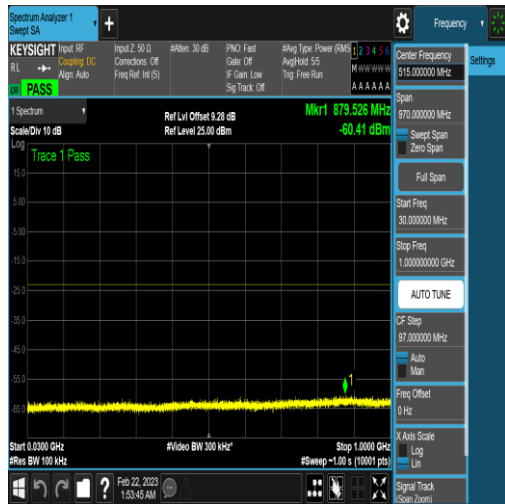 Spectrum Analyzer 1
Swept SA
Frequency
KEYSIGHT
RL
PASS
Input: RF
Coupling: DC
Align: Auto
Input Z: 50 Ω
Corrections: Off
Freq Ref: Int (S)
#Atten: 30 dB
PNO: Fast
Gate: Off
IF Gain: Low
Sig Track: Off
#Avg Type: Power (RMS
Avg|Hold: 5/5
Trig: Free Run
1 2 3 4 5 6
M W W W W W
A A A A A A
1 Spectrum
Scale/Div 10 dB
Ref Lvl Offset 9.28 dB
Ref Level 25.00 dBm
Mkr1 879.526 MHz
-60.41 dBm
Log
Trace 1 Pass
15.0
5.00
-5.00
-15.0
-25.0
-35.0
-45.0
-55.0
-65.0
1
Start 0.0300 GHz
#Res BW 100 kHz
#Video BW 300 kHz*
Stop 1.0000 GHz
#Sweep ~1.00 s (10001 pts)
Feb 22, 2023
1:53:45 AM
Center Frequency
515.000000 MHz
Settings
Span
970.000000 MHz
Swept Span
Zero Span
Full Span
Start Freq
30.000000 MHz
Stop Freq
1.000000000 GHz
AUTO TUNE
CF Step
97.000000 MHz
Auto
Man
Freq Offset
0 Hz
X Axis Scale
Log
Lin
Signal Track
(Span Zoom)